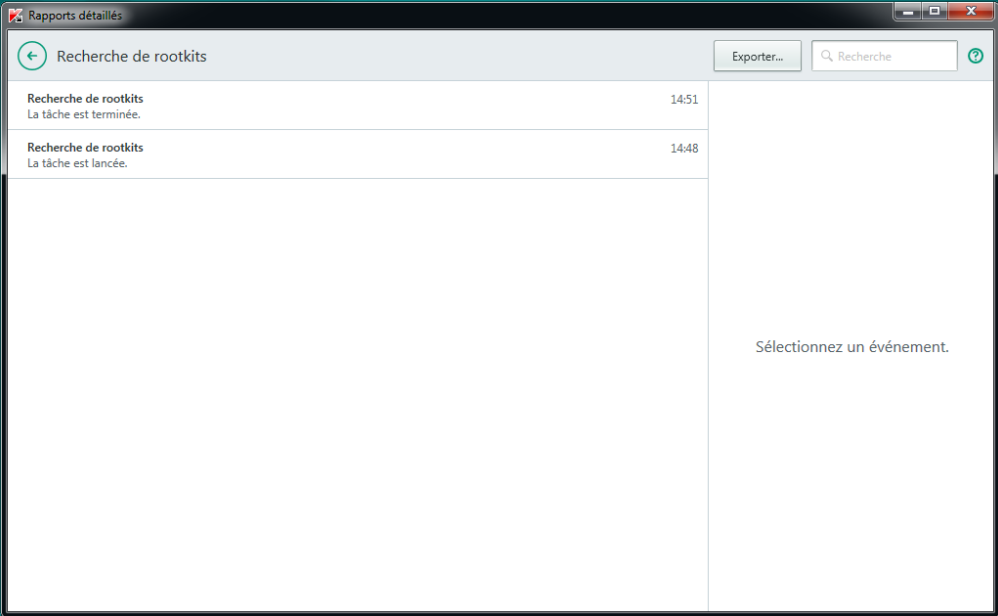 Rapports détaillés
Recherche de rootkits
Exporter...
Recherche
Recherche de rootkits 14:51
La tâche est terminée.
Recherche de rootkits 14:48
La tâche est lancée.
Sélectionnez un événement.